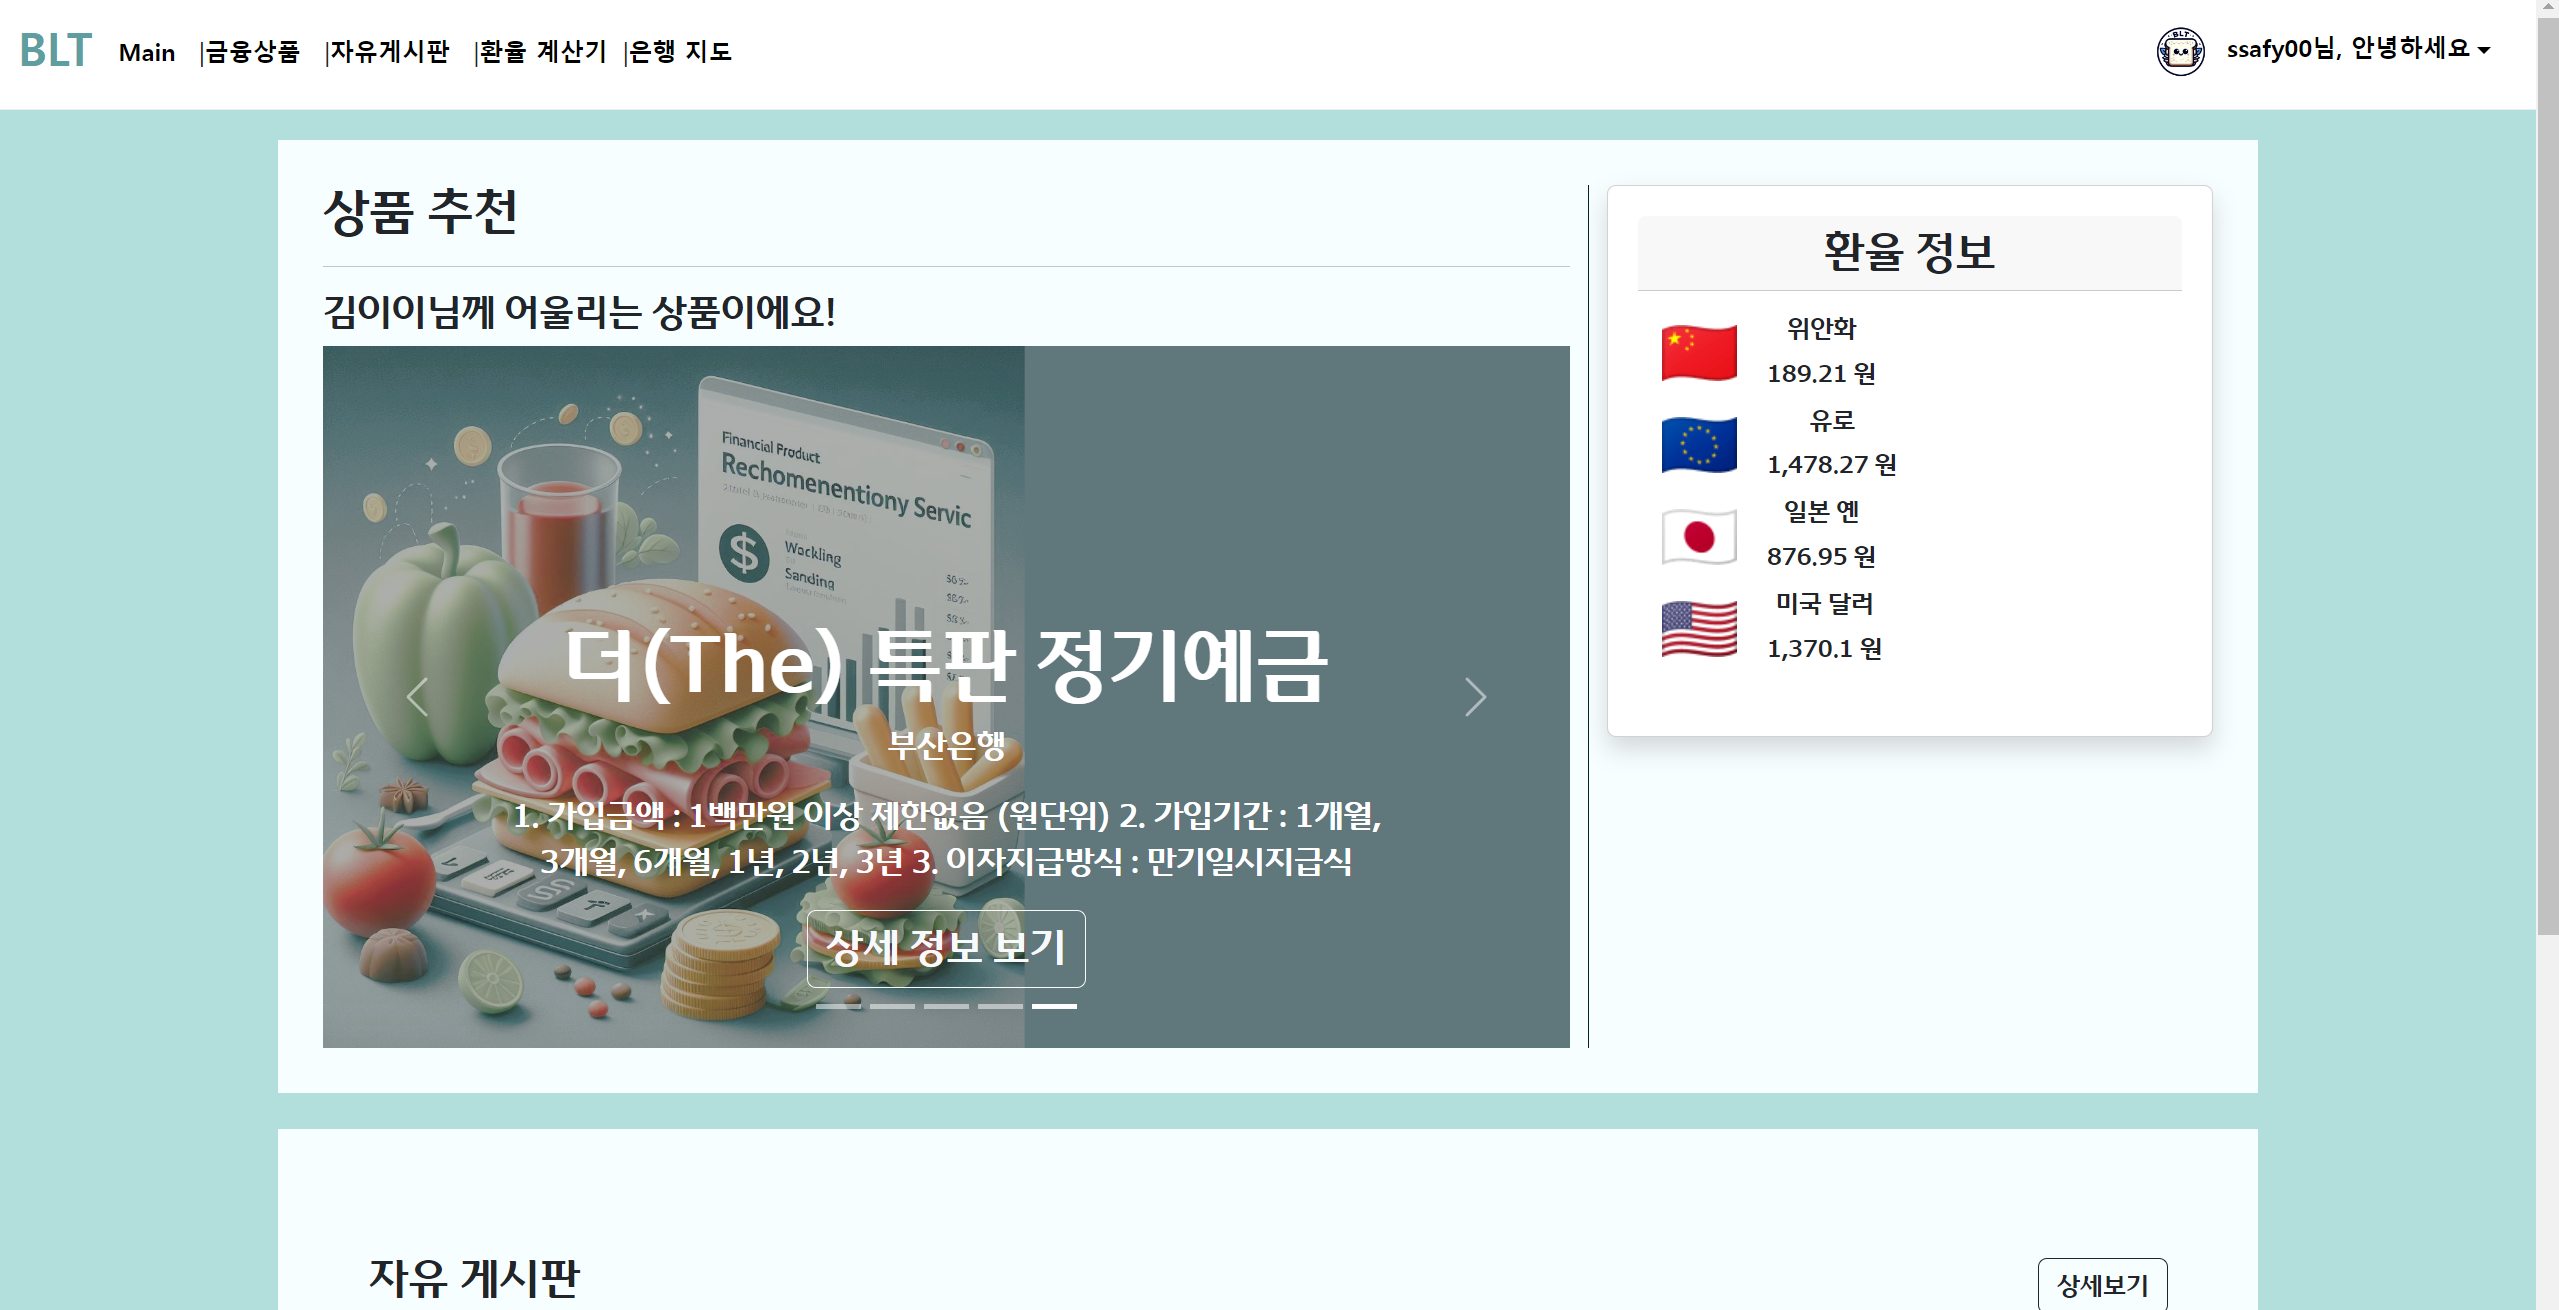 BLT Main |금융상품 |자유게시판 |환율 계산기 |은행 지도
ssafy00님, 안녕하세요
상품 추천
김이이님께 어울리는 상품이에요!
Financial Product
Rechomenentiony Servic
$
Wockling
Sanding
더(The) 특판 정기예금
부산은행
1. 가입금액 : 1백만원 이상 제한없음 (원단위) 2. 가입기간 : 1개월,
3개월, 6개월, 1년, 2년, 3년 3. 이자지급방식 : 만기일시지급식
상세 정보 보기
환율 정보
위안화
189.21 원
유로
1,478.27 원
일본 옌
876.95 원
미국 달러
1,370.1 원
자유 게시판
상세보기